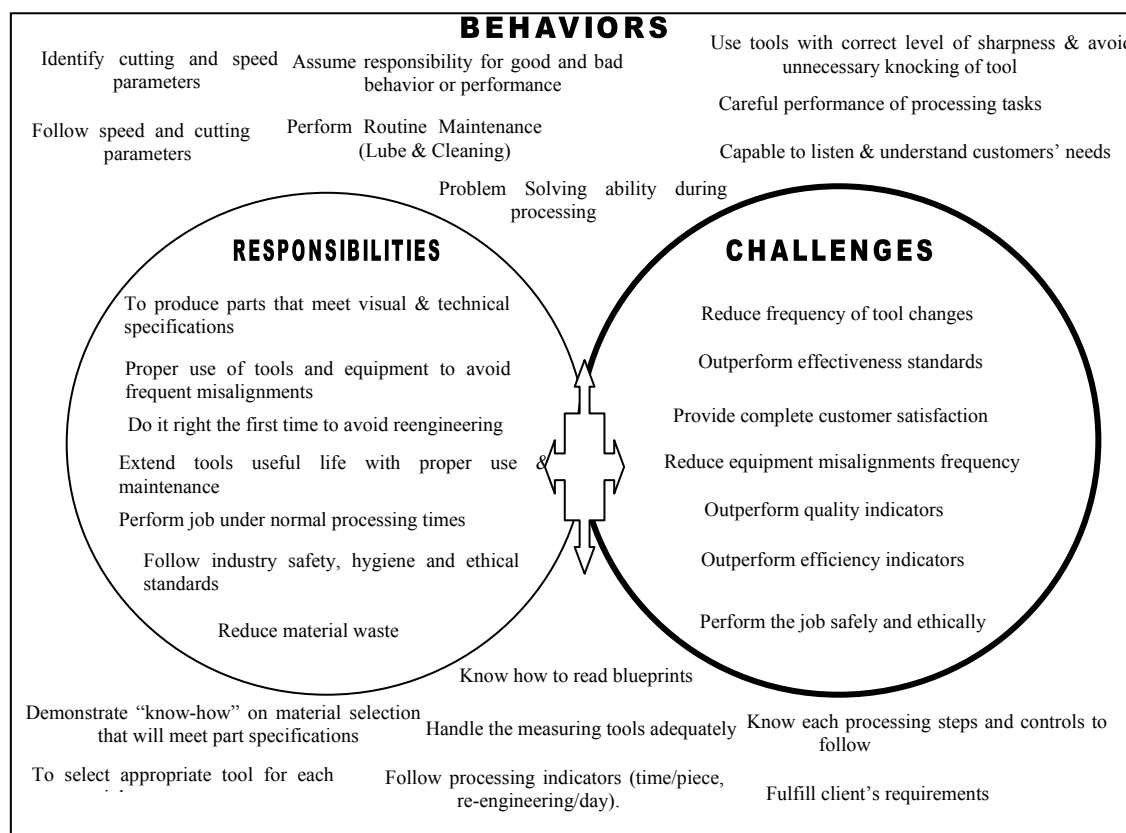 BEHAVIORS
Identify cutting and speed
parameters
Assume responsibility for good and bad
behavior or performance
Use tools with correct level of sharpness & avoid
unnecessary knocking of tool
Careful performance of processing tasks
Follow speed and cutting
parameters
Perform Routine Maintenance
(Lube & Cleaning)
Capable to listen & understand customers’ needs
Problem Solving ability during
processing
RESPONSIBILITIES
To produce parts that meet visual & technical
specifications
Proper use of tools and equipment to avoid
frequent misalignments
Do it right the first time to avoid reengineering
Extend tools useful life with proper use &
maintenance
Perform job under normal processing times
Follow industry safety, hygiene and ethical
standards
Reduce material waste
CHALLENGES
Reduce frequency of tool changes
Outperform effectiveness standards
Provide complete customer satisfaction
Reduce equipment misalignments frequency
Outperform quality indicators
Outperform efficiency indicators
Perform the job safely and ethically
Know how to read blueprints
Demonstrate “know-how” on material selection
that will meet part specifications
Handle the measuring tools adequately
Know each processing steps and controls to
follow
To select appropriate tool for each
Follow processing indicators (time/piece,
re-engineering/day).
Fulfill client’s requirements